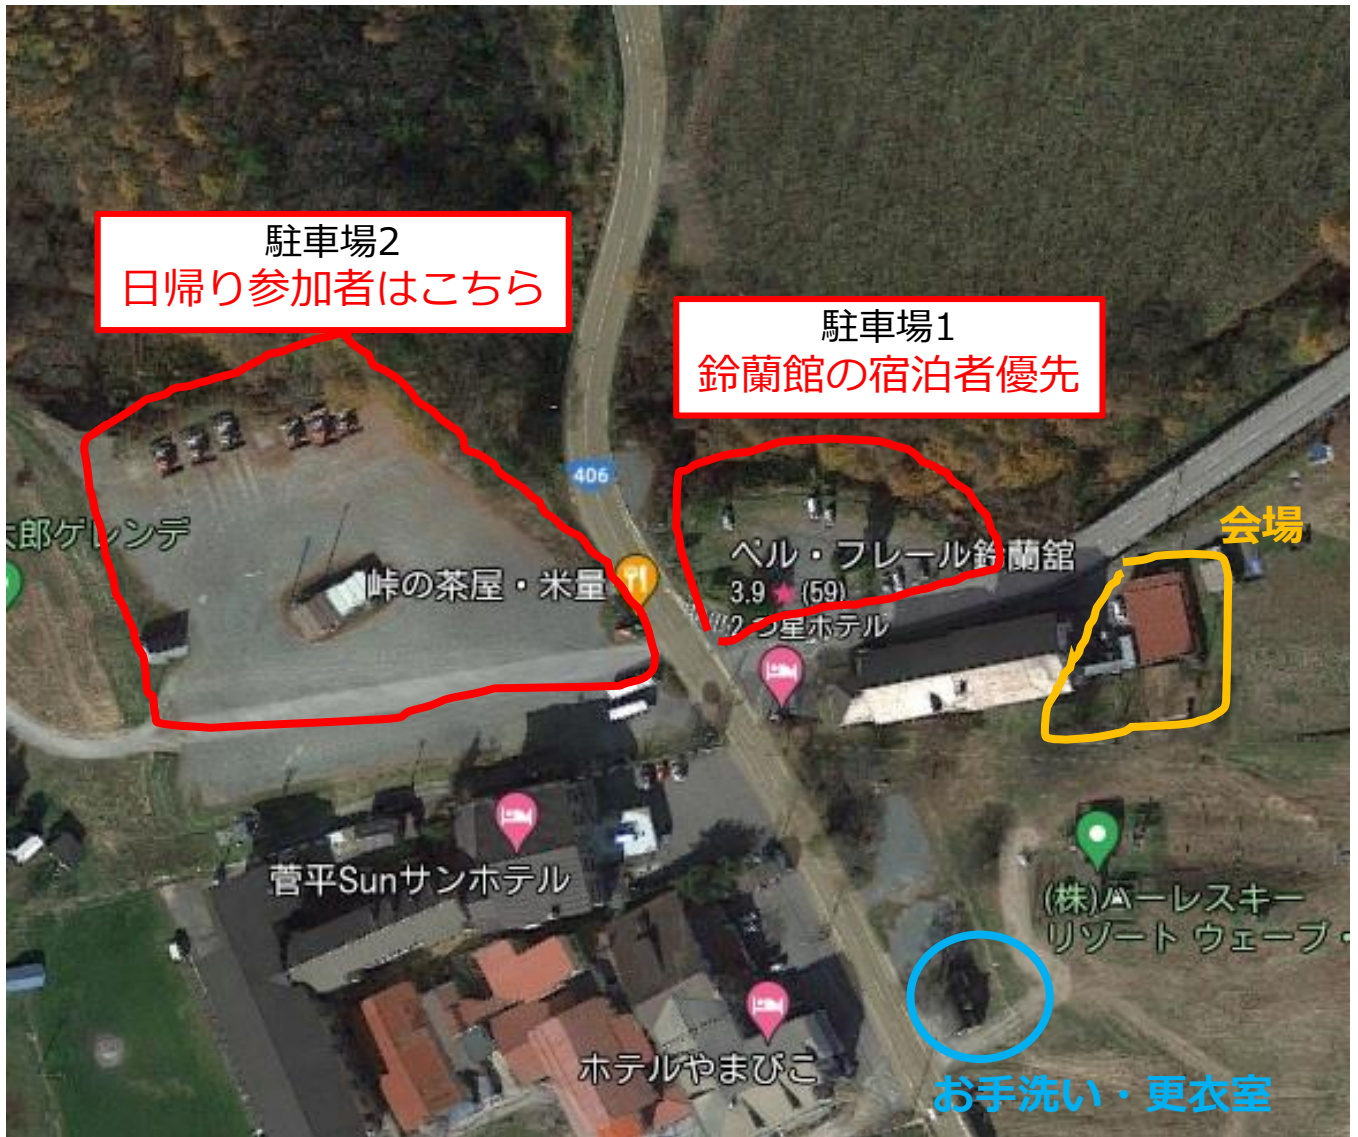 駐車場2
日帰り参加者はこちら
駐車場1
鈴蘭館の宿泊者優先
406
会場
太郎ゲレンデ
峠の茶屋・米量
ベル・フレール鈴蘭舘
3.9 ★ (59)
2 つ星ホテル
菅平Sunサンホテル
(株)ハーレスキー
リゾート ウェーブ・
ホテルやまびこ
お手洗い・更衣室